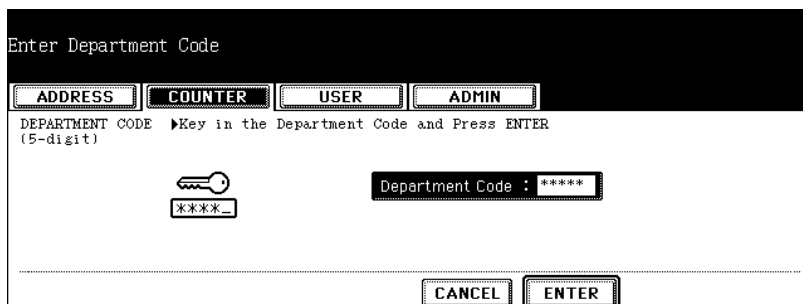 Enter Department Code
ADDRESS COUNTER USER ADMIN
DEPARTMENT CODE ▶Key in the Department Code and Press ENTER
(5-digit)
Department Code : *****
****_
CANCEL ENTER